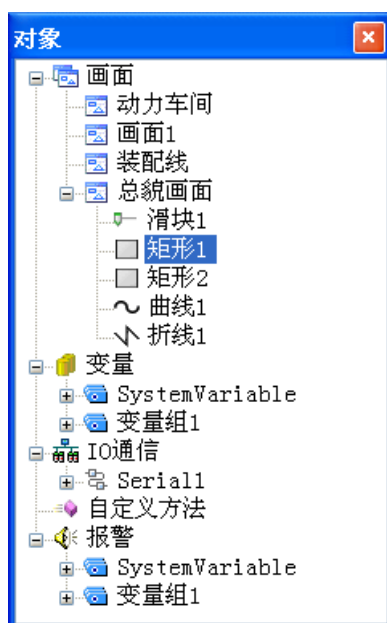 对象
画面
动力车间
画面1
装配线
总貌画面
滑块1
矩形1
矩形2
曲线1
折线1
变量
SystemVariable
变量组1
IO通信
Serial1
自定义方法
报警
SystemVariable
变量组1